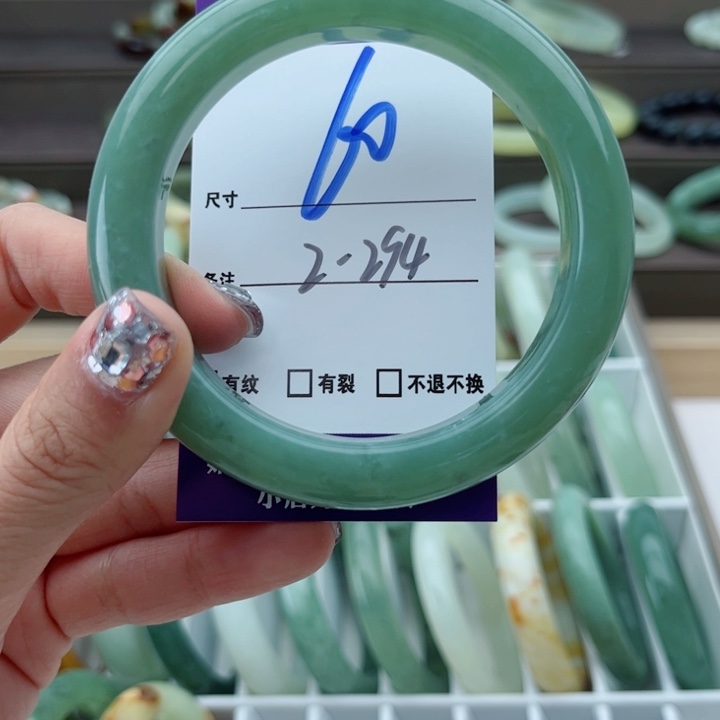 尺寸 60
备注 2-294
有纹 有裂 不退不换